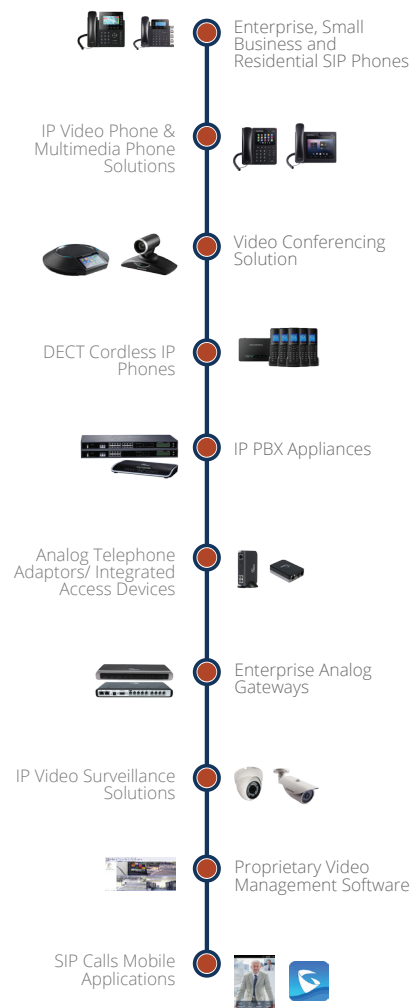 Enterprise, Small
Business and
Residential SIP Phones
IP Video Phone &
Multimedia Phone
Solutions
Video Conferencing
Solution
DECT Cordless IP
Phones
IP PBX Appliances
Analog Telephone
Adaptors/ Integrated
Access Devices
Enterprise Analog
Gateways
IP Video Surveillance
Solutions
Proprietary Video
Management Software
SIP Calls Mobile
Applications